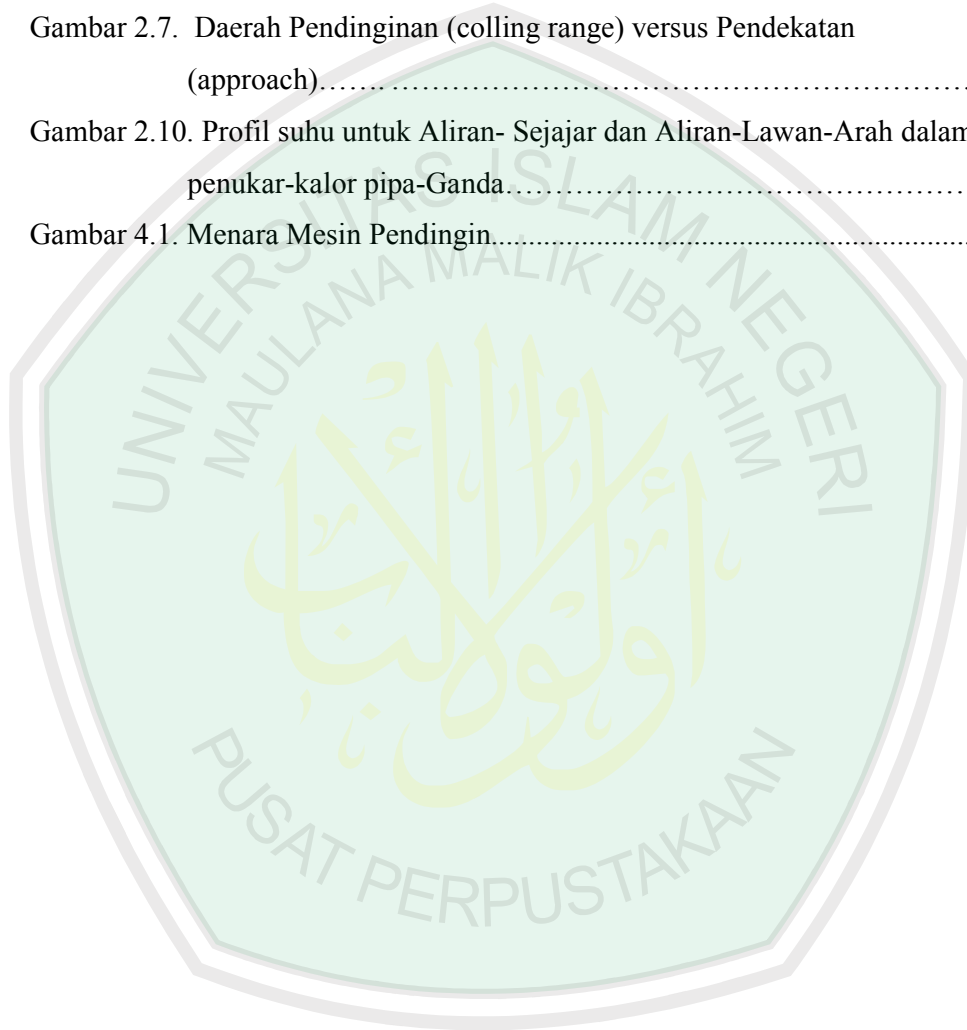 Gambar 2.7. Daerah Pendinginan (colling range) versus Pendekatan
(approach)…….……………………………………………………………
Gambar 2.10. Profil suhu untuk Aliran- Sejajar dan Aliran-Lawan-Arah dalam
penukar-kalor pipa-Ganda……………………………………………
Gambar 4.1. Menara Mesin Pendingin..........................................................................
UNIVERSITAS ISLAM NEGERI
MAULANA MALIK IBRAHIM
أولو الألباب
PUSAT PERPUSTAKAAN